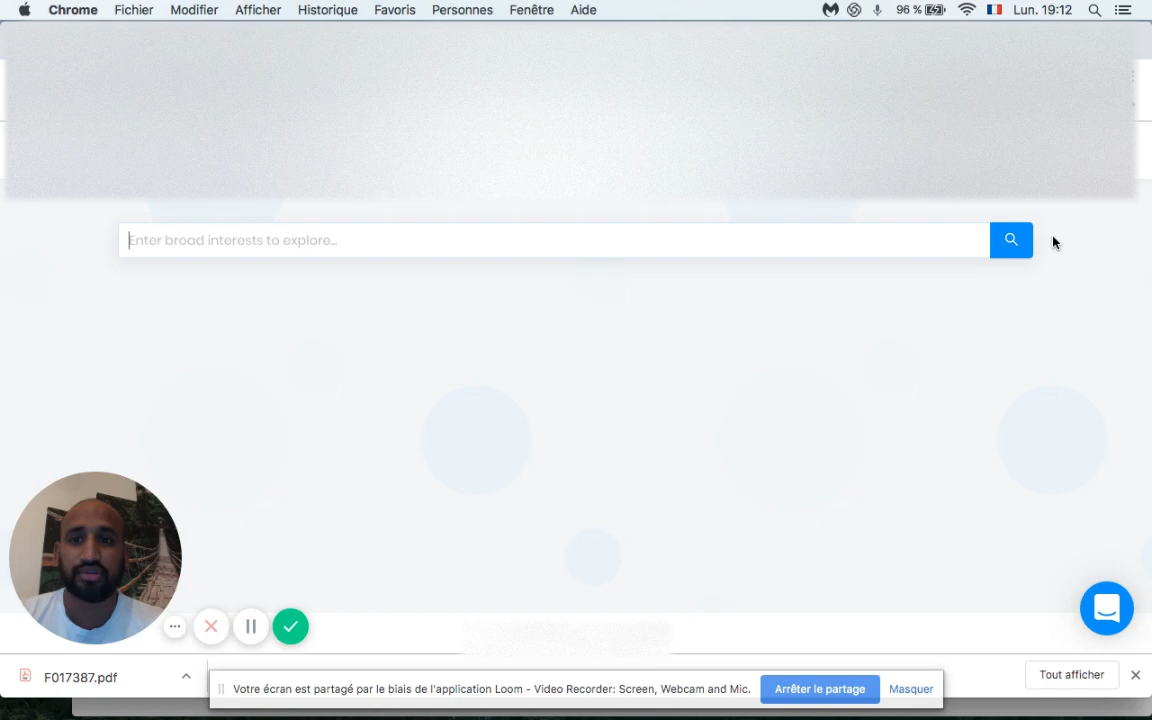 Chrome Fichier Modifier Afficher Historique Favoris Personnes Fenêtre Aide 96 % Lun. 19:12
Enter broad interests to explore...
F017387.pdf
Votre écran est partagé par le biais de l'application Loom - Video Recorder: Screen, Webcam and Mic. Arrêter le partage Masquer
Tout afficher